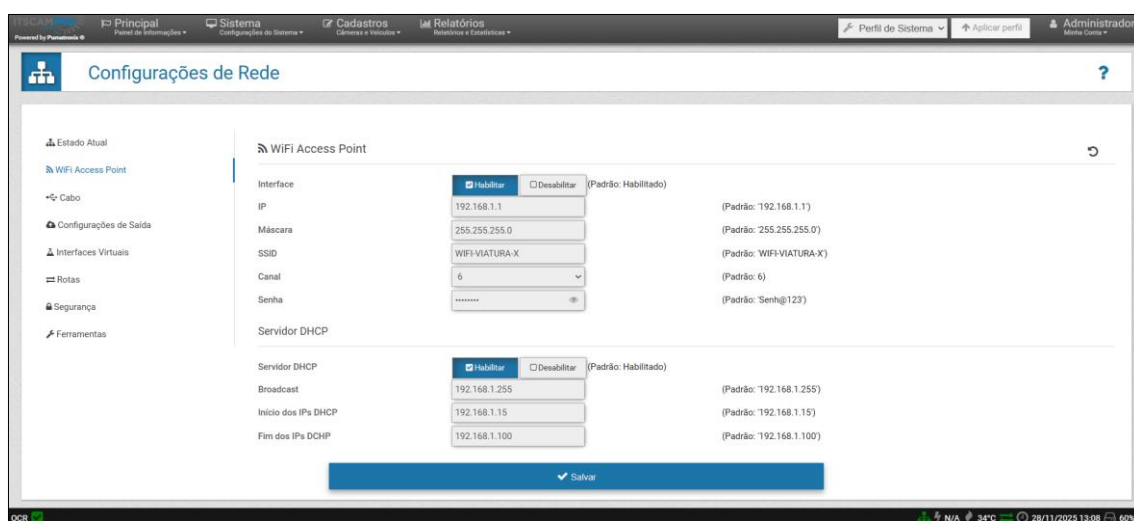 ITSCAM
Powered by Pumatronix ®
Principal
Painel de Informações
Sistema
Configurações do Sistema
Cadastros
Câmeras e Veículos
Relatórios
Relatórios e Estatísticas
Perfil de Sistema
Aplicar perfil
Administrador
Minha Conta
Configurações de Rede
?
Estado Atual
WiFi Access Point
Cabo
Configurações de Saída
Interfaces Virtuais
Rotas
Segurança
Ferramentas
WiFi Access Point
Interface Habilitar Desabilitar (Padrão: Habilitado)
IP 192.168.1.1 (Padrão: '192.168.1.1')
Máscara 255.255.255.0 (Padrão: '255.255.255.0')
SSID WIFI-VIATURA-X (Padrão: 'WIFI-VIATURA-X')
Canal 6 (Padrão: 6)
Senha •••••••• (Padrão: 'Senh@123')
Servidor DHCP
Servidor DHCP Habilitar Desabilitar (Padrão: Habilitado)
Broadcast 192.168.1.255 (Padrão: '192.168.1.255')
Início dos IPs DHCP 192.168.1.15 (Padrão: '192.168.1.15')
Fim dos IPs DCHP 192.168.1.100 (Padrão: '192.168.1.100')
Salvar
OCR N/A 34°C 28/11/2025 13:08 60%